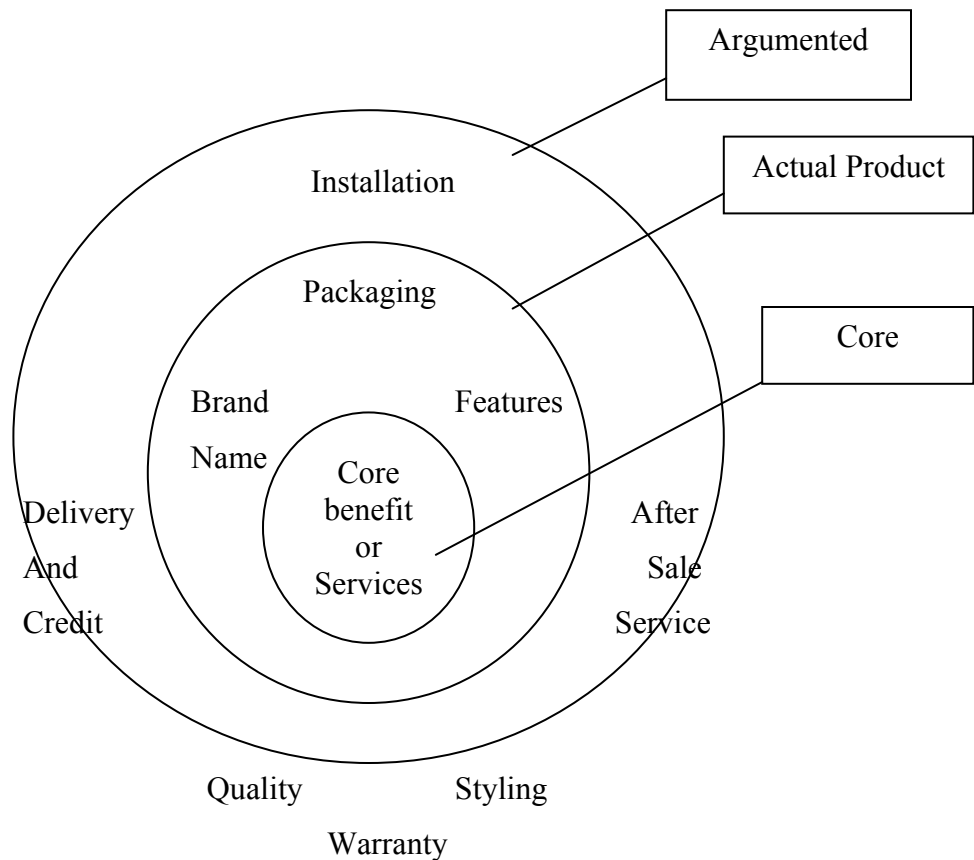 Argumented
Actual Product
Installation
Packaging
Core
Brand
Name
Features
Core
benefit
or
Services
Delivery
And
Credit
After
Sale
Service
Quality
Styling
Warranty